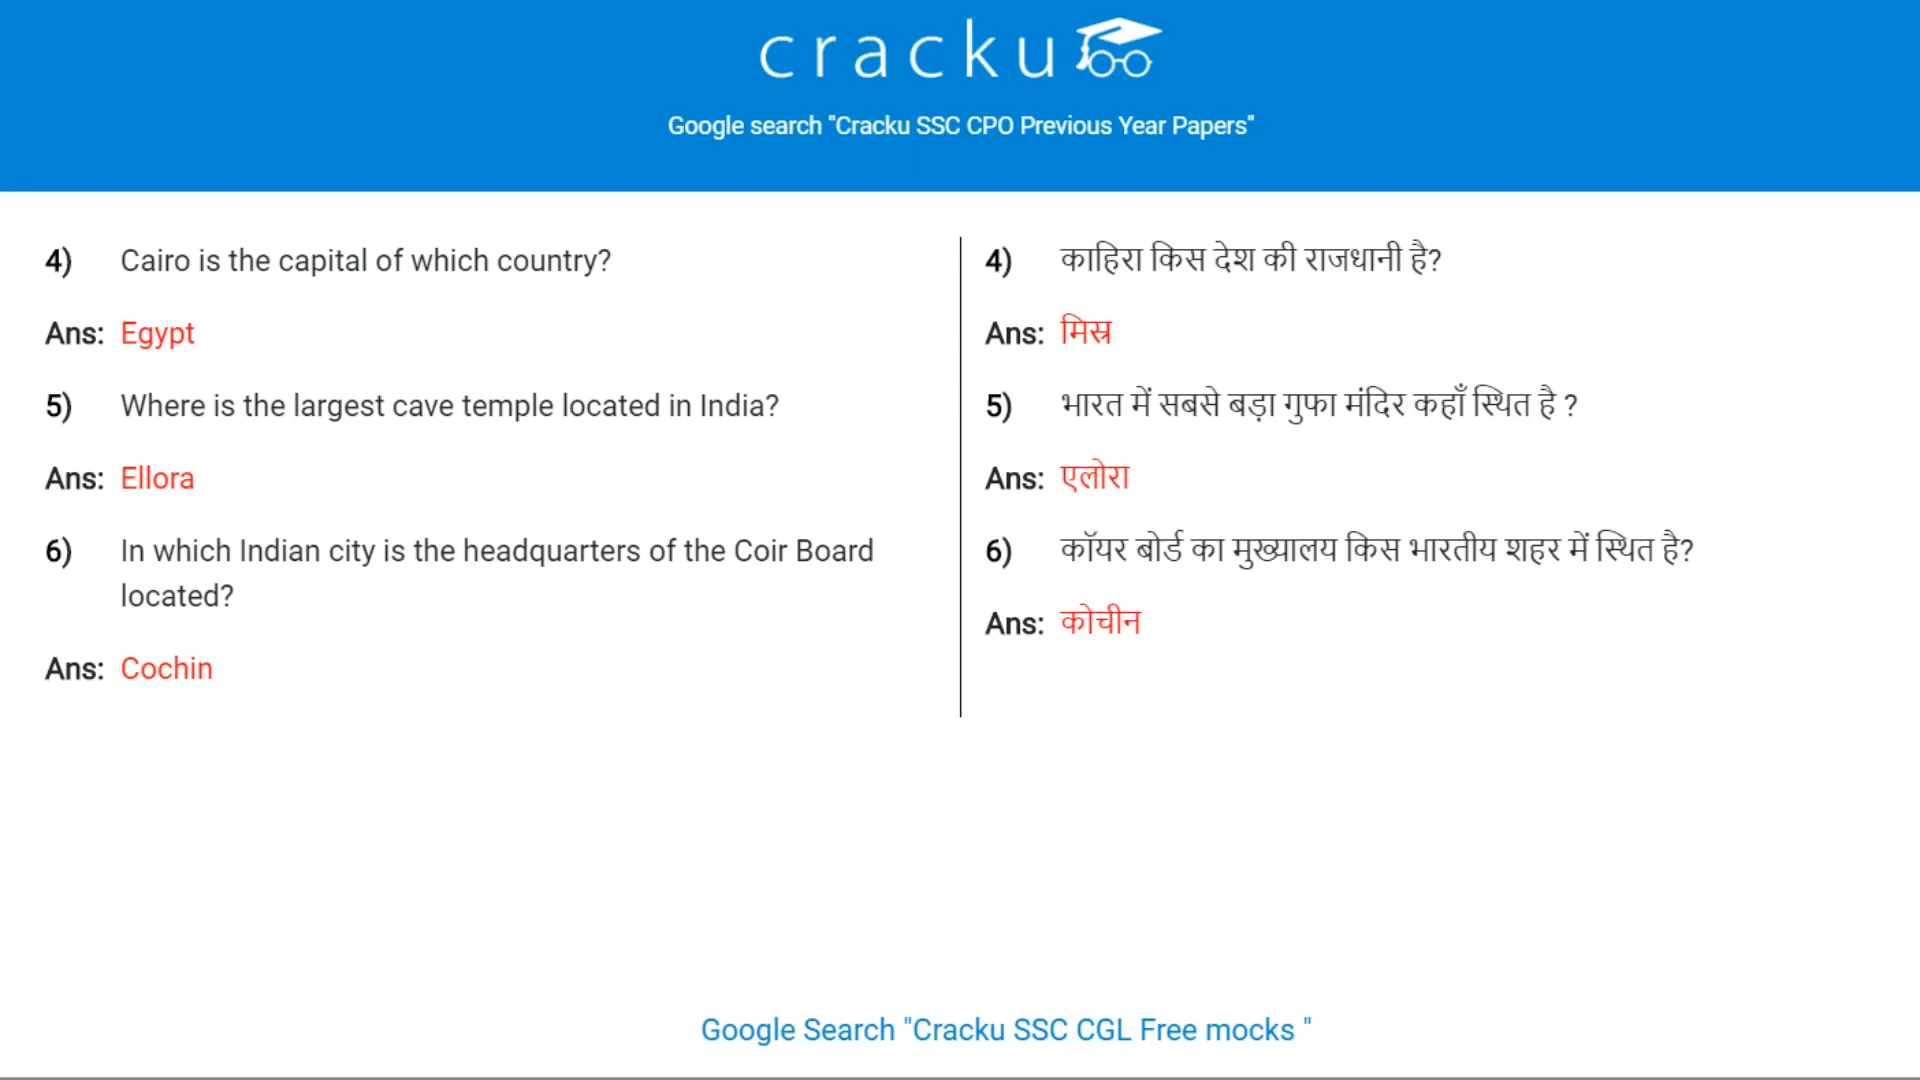 cracku
Google search "Cracku SSC CPO Previous Year Papers"
4) Cairo is the capital of which country?
Ans: Egypt
5) Where is the largest cave temple located in India?
Ans: Ellora
6) In which Indian city is the headquarters of the Coir Board
located?
Ans: Cochin
4) काहिरा किस देश की राजधानी है?
Ans: मिस्र
5) भारत में सबसे बड़ा गुफा मंदिर कहाँ स्थित है ?
Ans: एलोरा
6) कॉयर बोर्ड का मुख्यालय किस भारतीय शहर में स्थित है?
Ans: कोचीन
Google Search "Cracku SSC CGL Free mocks "